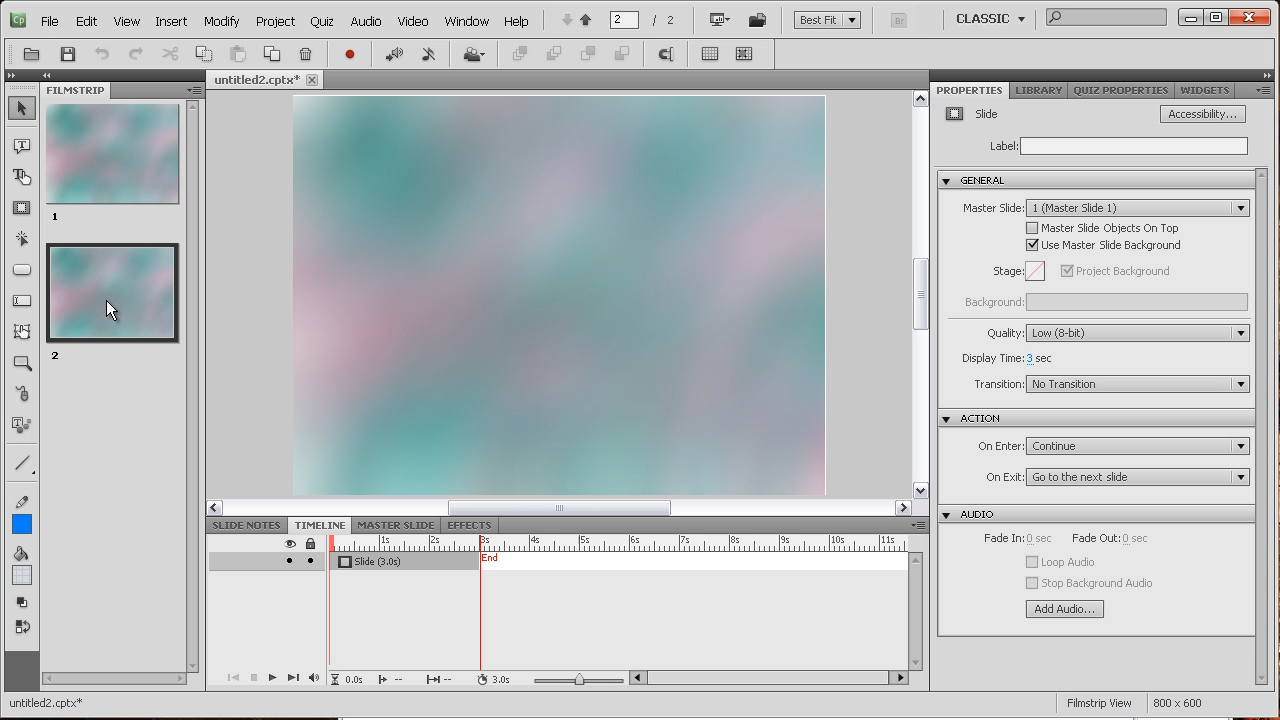 Cp File Edit View Insert Modify Project Quiz Audio Video Window Help 2 / 2 Best Fit Br CLASSIC
untitled2.cptx*
FILMSTRIP
1
2
PROPERTIES LIBRARY QUIZ PROPERTIES WIDGETS
Slide Accessibility...
Label:
GENERAL
Master Slide: 1 (Master Slide 1)
Master Slide Objects On Top
Use Master Slide Background
Stage: Project Background
Background:
Quality: Low (8-bit)
Display Time: 3 sec
Transition: No Transition
ACTION
On Enter: Continue
On Exit: Go to the next slide
AUDIO
Fade In: 0 sec Fade Out: 0 sec
Loop Audio
Stop Background Audio
Add Audio...
SLIDE NOTES TIMELINE MASTER SLIDE EFFECTS
1s 2s 3s 4s 5s 6s 7s 8s 9s 10s 11s
Slide (3.0s) End
0.0s -- -- 3.0s
untitled2.cptx* Filmstrip View 800 x 600